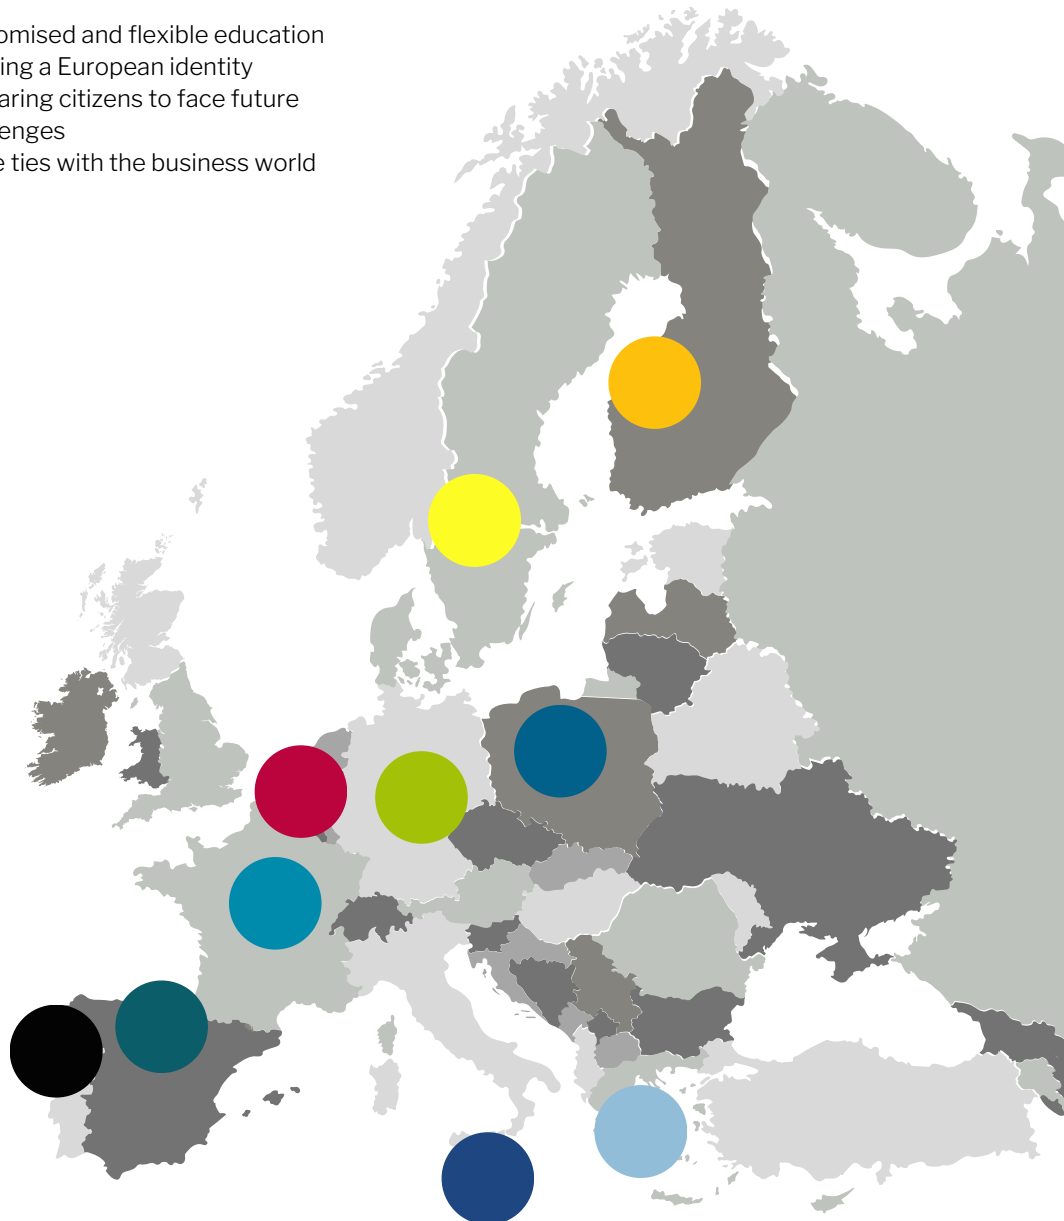 omised and flexible education
ing a European identity
aring citizens to face future
enges
e ties with the business world